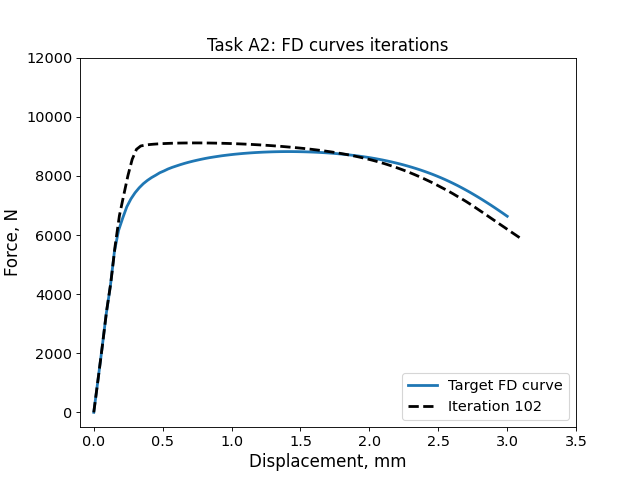 Task A2: FD curves iterations
12000
10000
8000
6000
4000
2000
0
Force, N
0.0 0.5 1.0 1.5 2.0 2.5 3.0 3.5
Displacement, mm
Target FD curve
Iteration 102